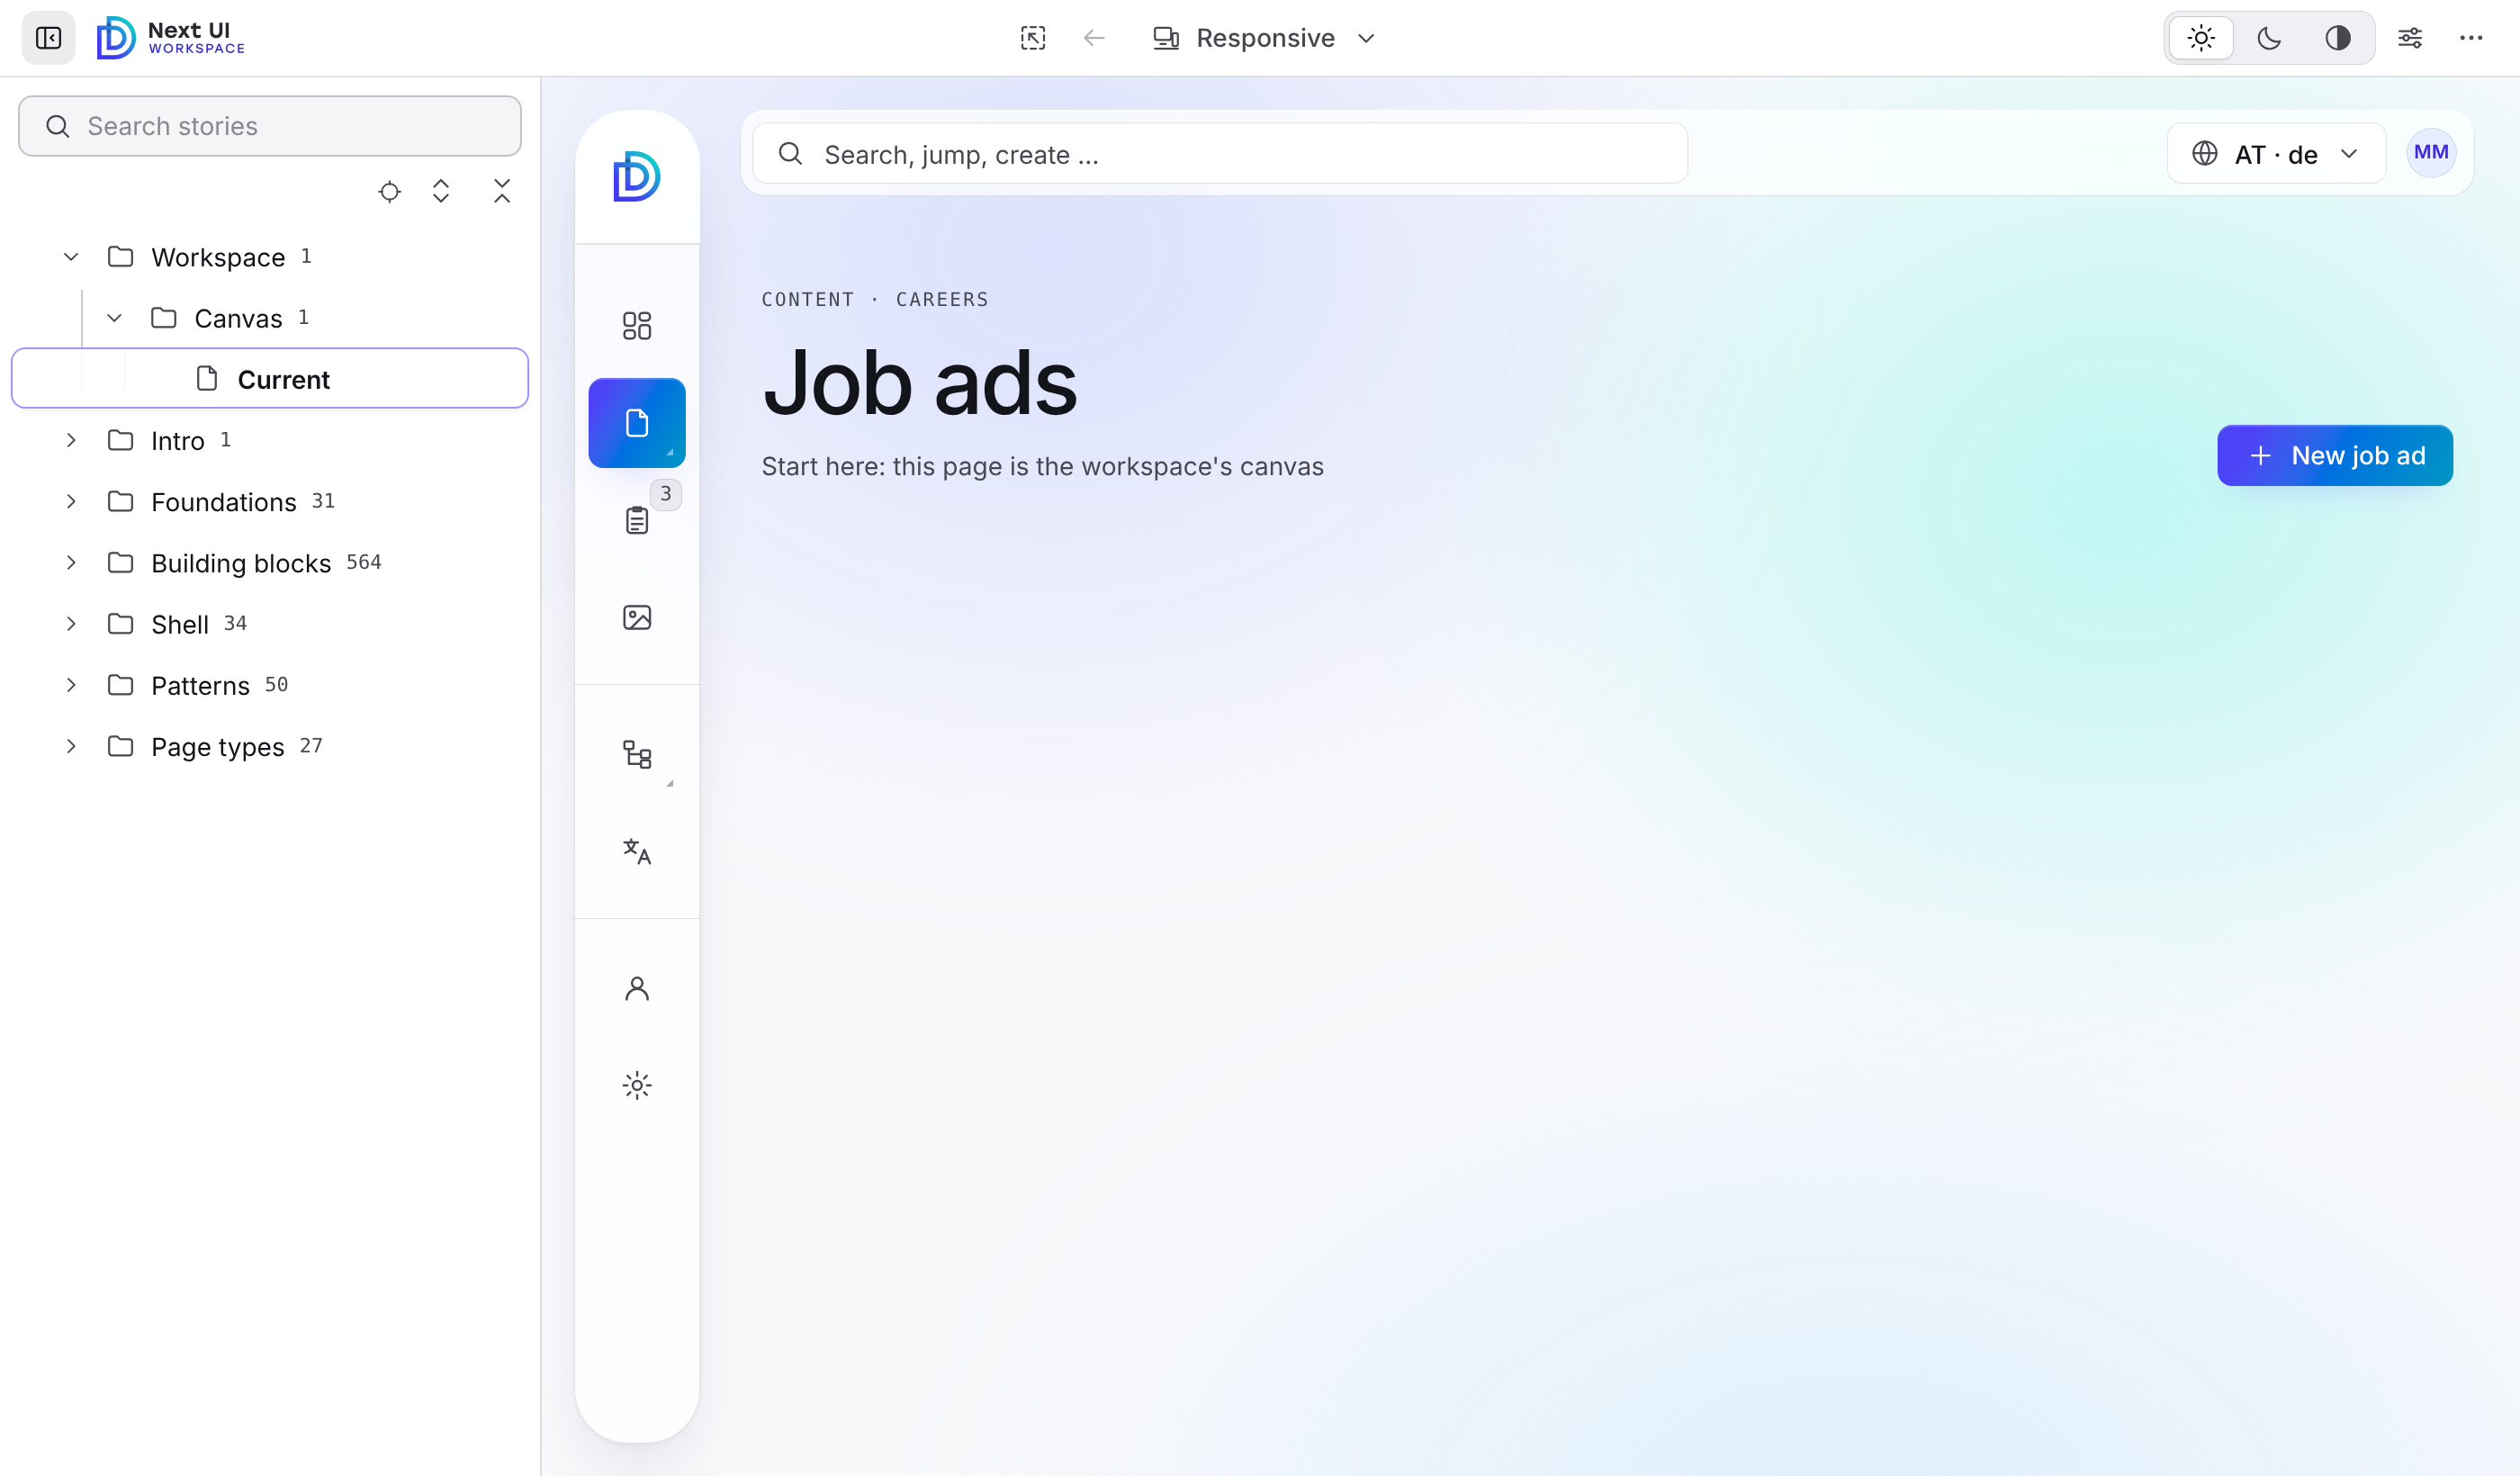 Next UI
WORKSPACE
Responsive
Search stories
Workspace 1
Canvas 1
Current
Intro 1
Foundations 31
Building blocks 564
Shell 34
Patterns 50
Page types 27
Search, jump, create ...
AT · de
MM
CONTENT · CAREERS
Job ads
Start here: this page is the workspace's canvas
New job ad
3